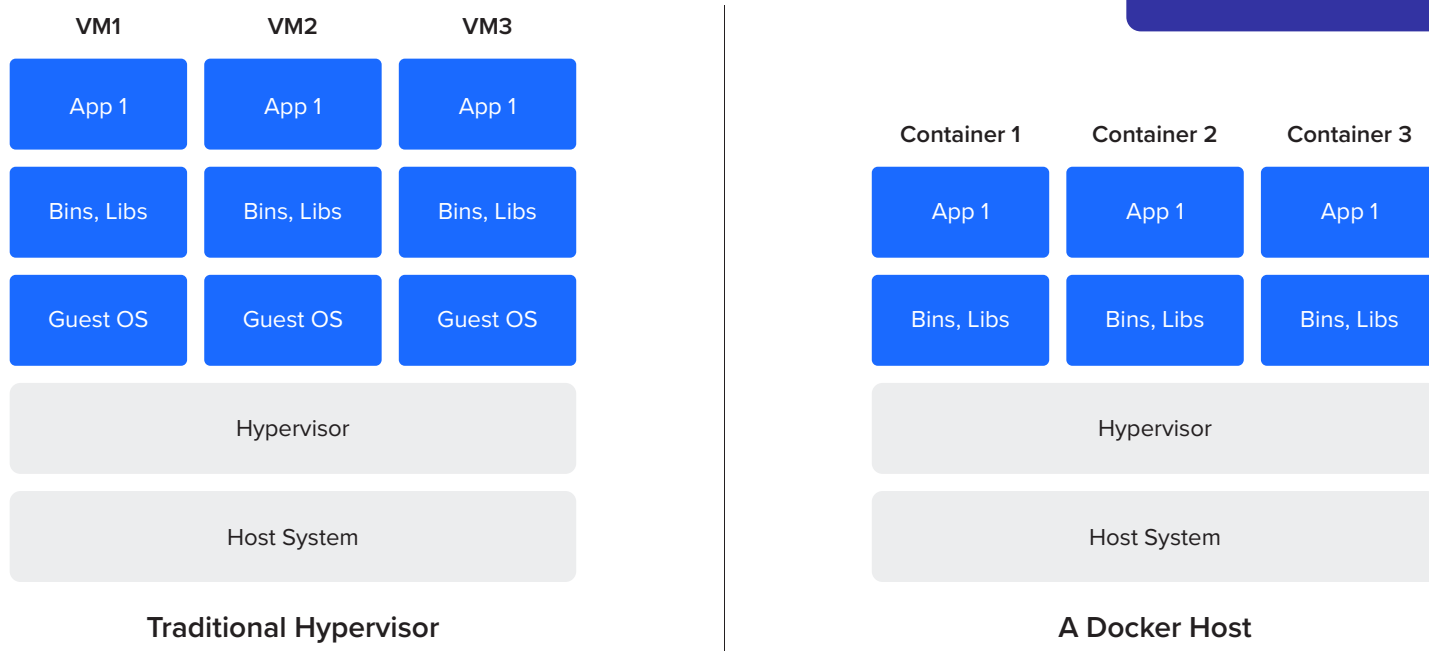 VM1
VM2
VM3
App 1
App 1
App 1
Bins, Libs
Bins, Libs
Bins, Libs
Guest OS
Guest OS
Guest OS
Hypervisor
Host System
Traditional Hypervisor
Container 1
Container 2
Container 3
App 1
App 1
App 1
Bins, Libs
Bins, Libs
Bins, Libs
Hypervisor
Host System
A Docker Host